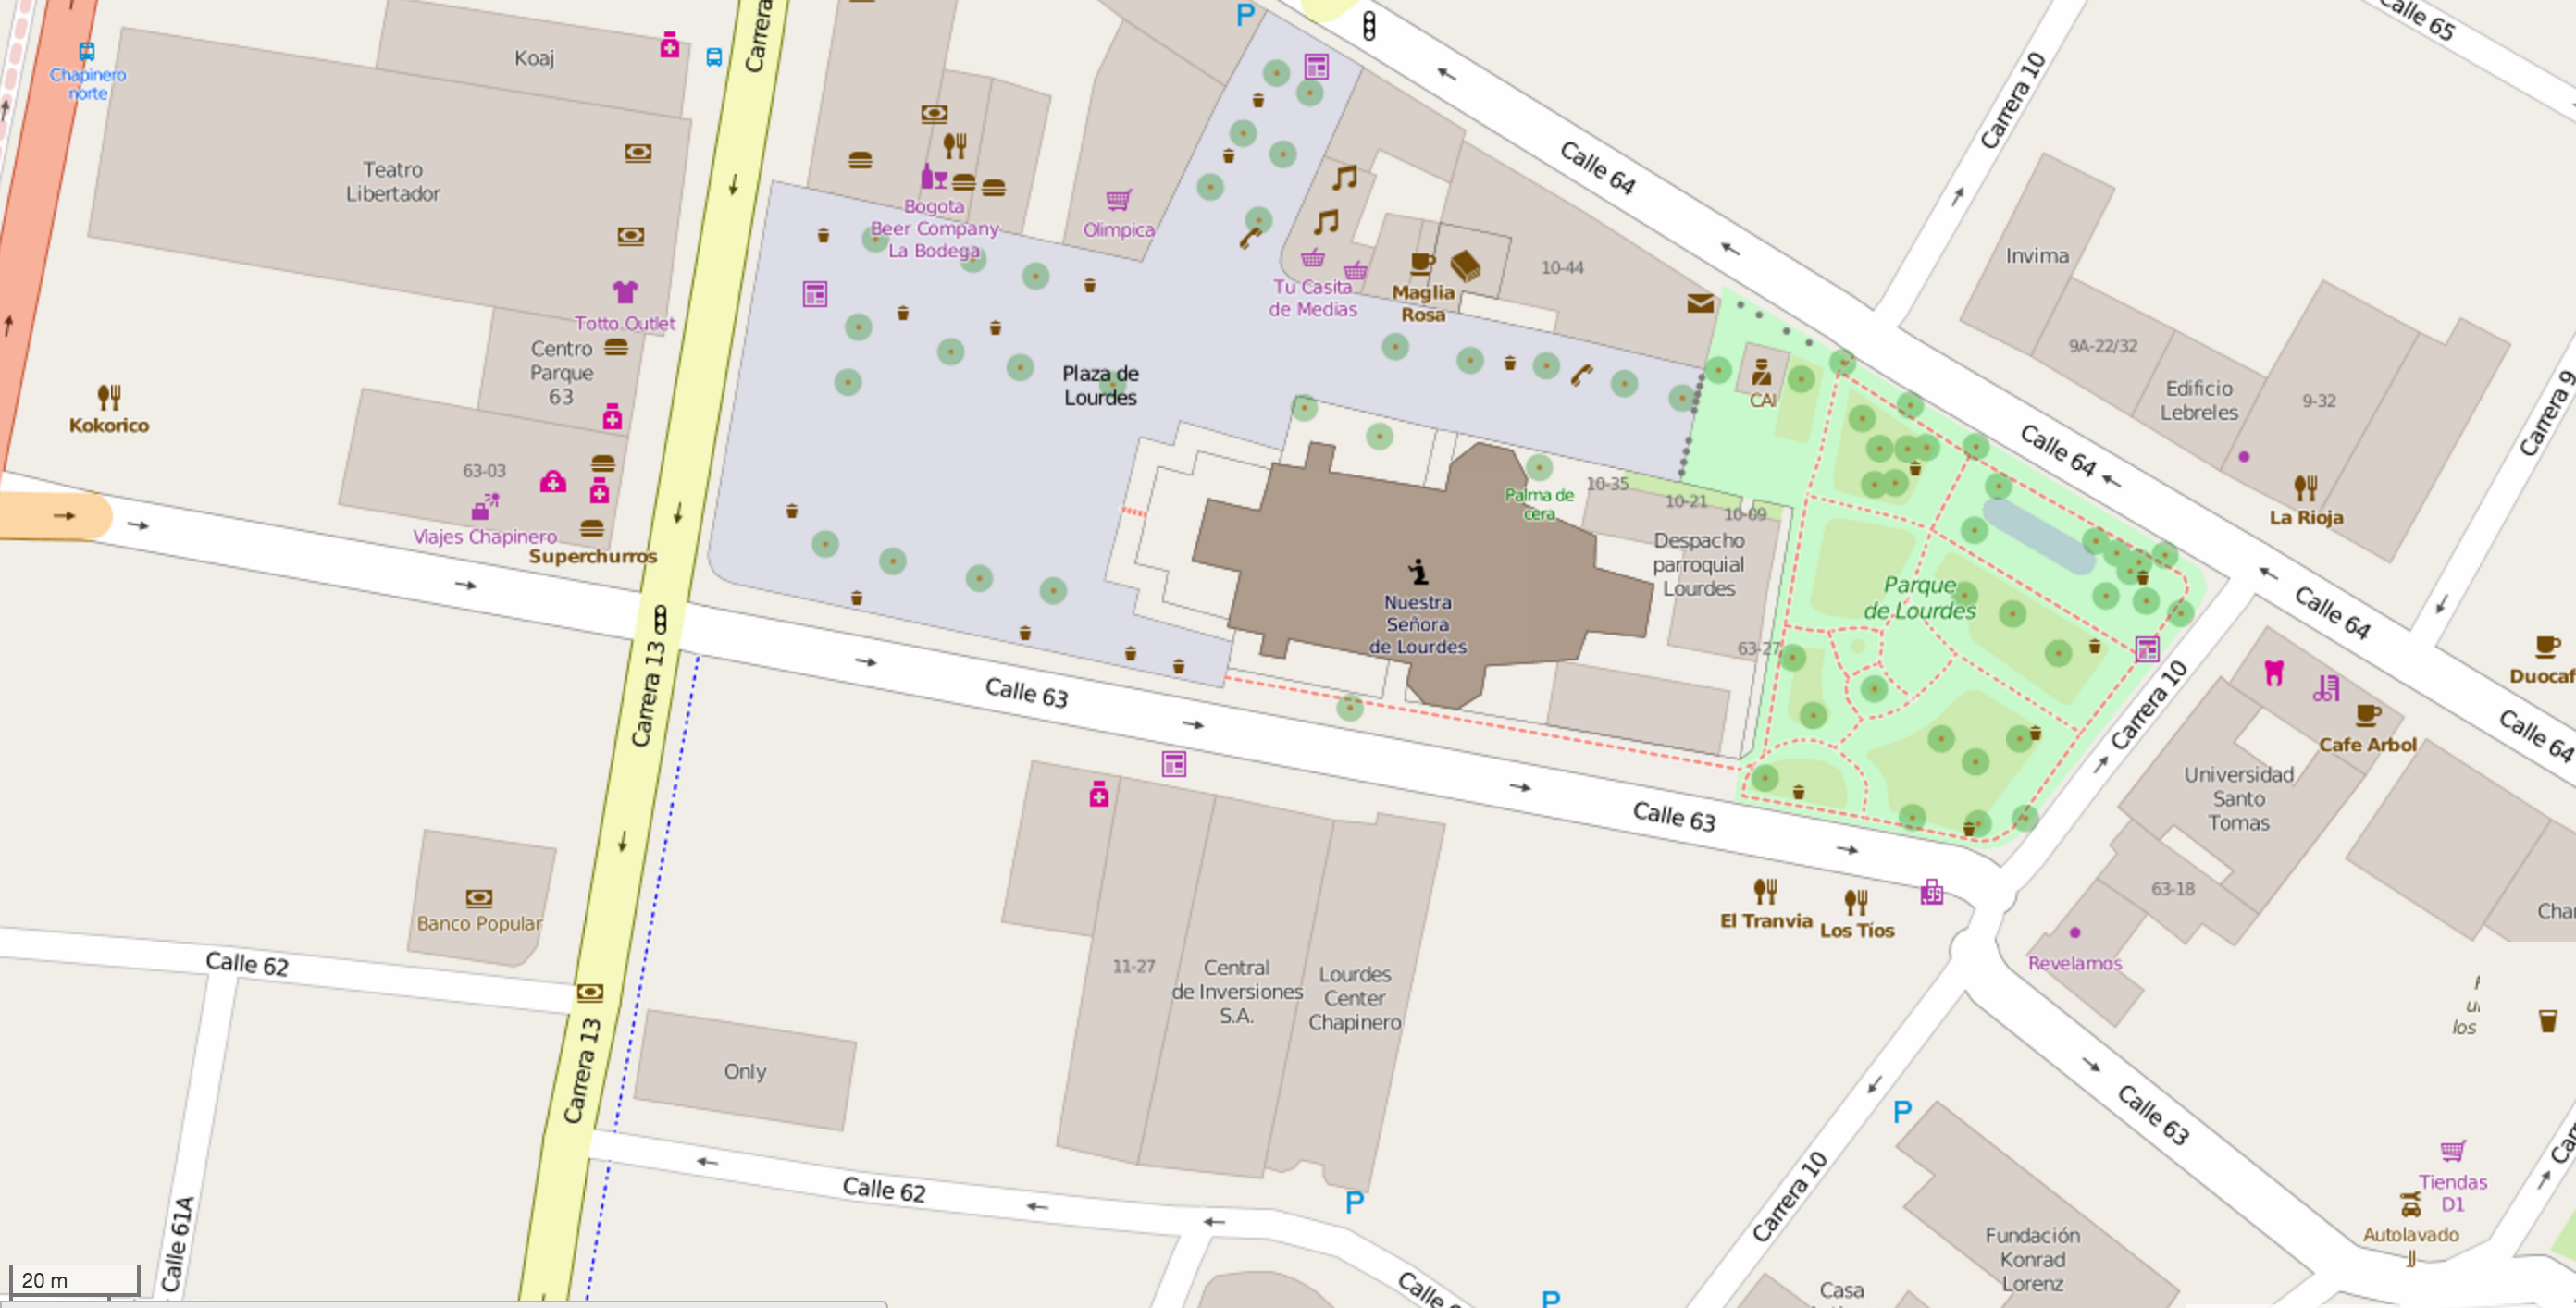 Calle 65
Carrera
Koaj
Chapinero
norte
Carrera 10
Calle 64
Teatro
Libertador
Bogota
Beer Company
La Bodega
Olimpica
Invima
10-44
Tu Casita
de Medias
Maglia
Rosa
Totto Outlet
Centro
Parque
63
Plaza de
Lourdes
CAI
9A-22/32
Edificio
Lebreles
9-32
Carrera 9
Kokorico
Calle 64
63-03
Viajes Chapinero
Superchurros
Palma de
cera
10-35
10-21
10-09
La Rioja
Despacho
parroquial
Lourdes
Nuestra
Señora
de Lourdes
Parque
de Lourdes
Calle 64
63-27
Duocaf
Carrera 13
Calle 63
Carrera 10
Cafe Arbol
Calle 64
Universidad
Santo
Tomas
Calle 63
63-18
El Tranvia
Los Tíos
Cha
Banco Popular
Revelamos
Calle 62
11-27
Central
de Inversiones
S.A.
Lourdes
Center
Chapinero
los
Carrera 13
Only
P
P
P
P
Calle 63
Calle 62
Carrera 10
Tiendas
D1
Autolavado
JJ
Calle 61A
Fundación
Konrad
Lorenz
Casa
Calle
20 m